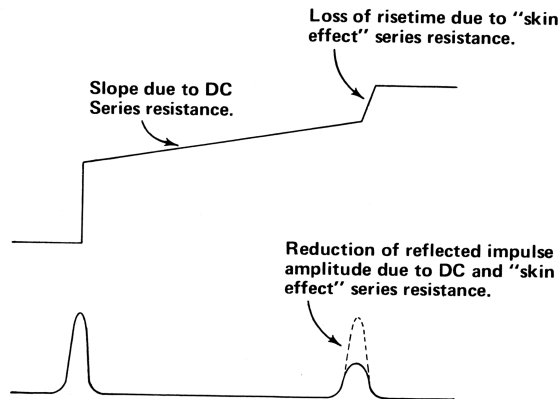 Loss of risetime due to “skin
effect” series resistance.
Slope due to DC
Series resistance.
Reduction of reflected impulse
amplitude due to DC and “skin
effect” series resistance.